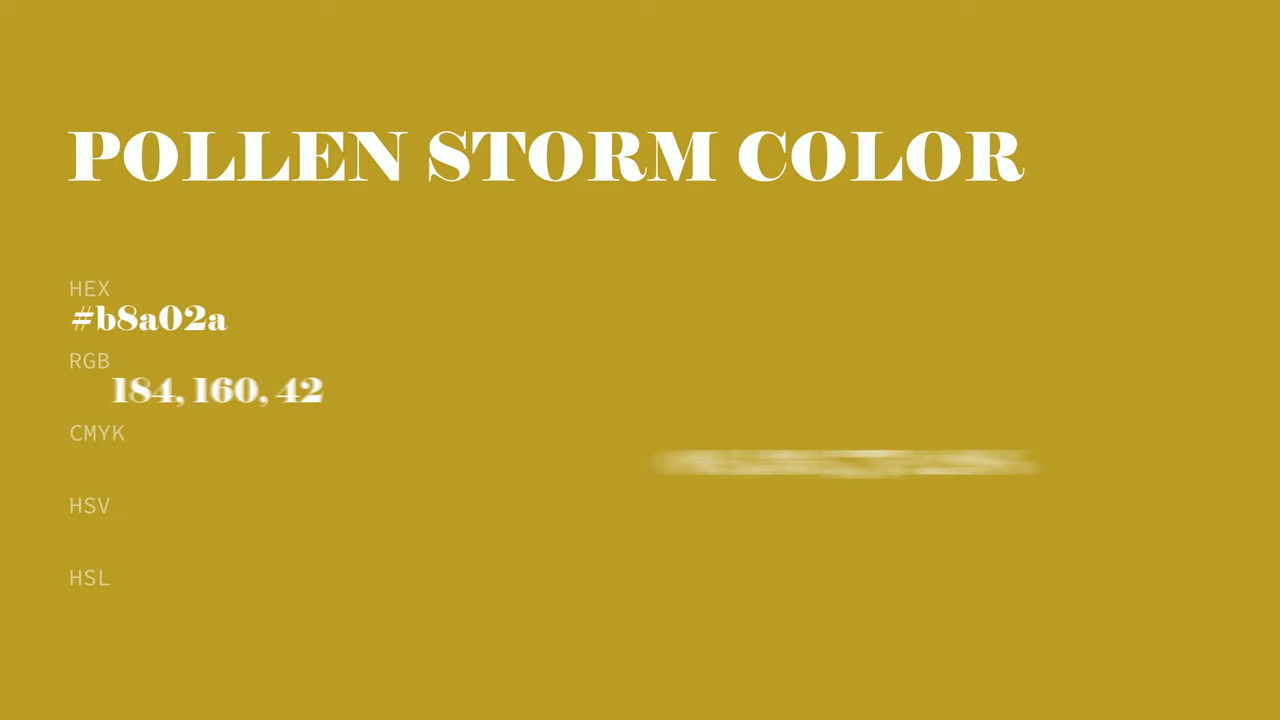 POLLEN STORM COLOR
HEX
#b8a02a
RGB
184, 160, 42
CMYK
HSV
HSL